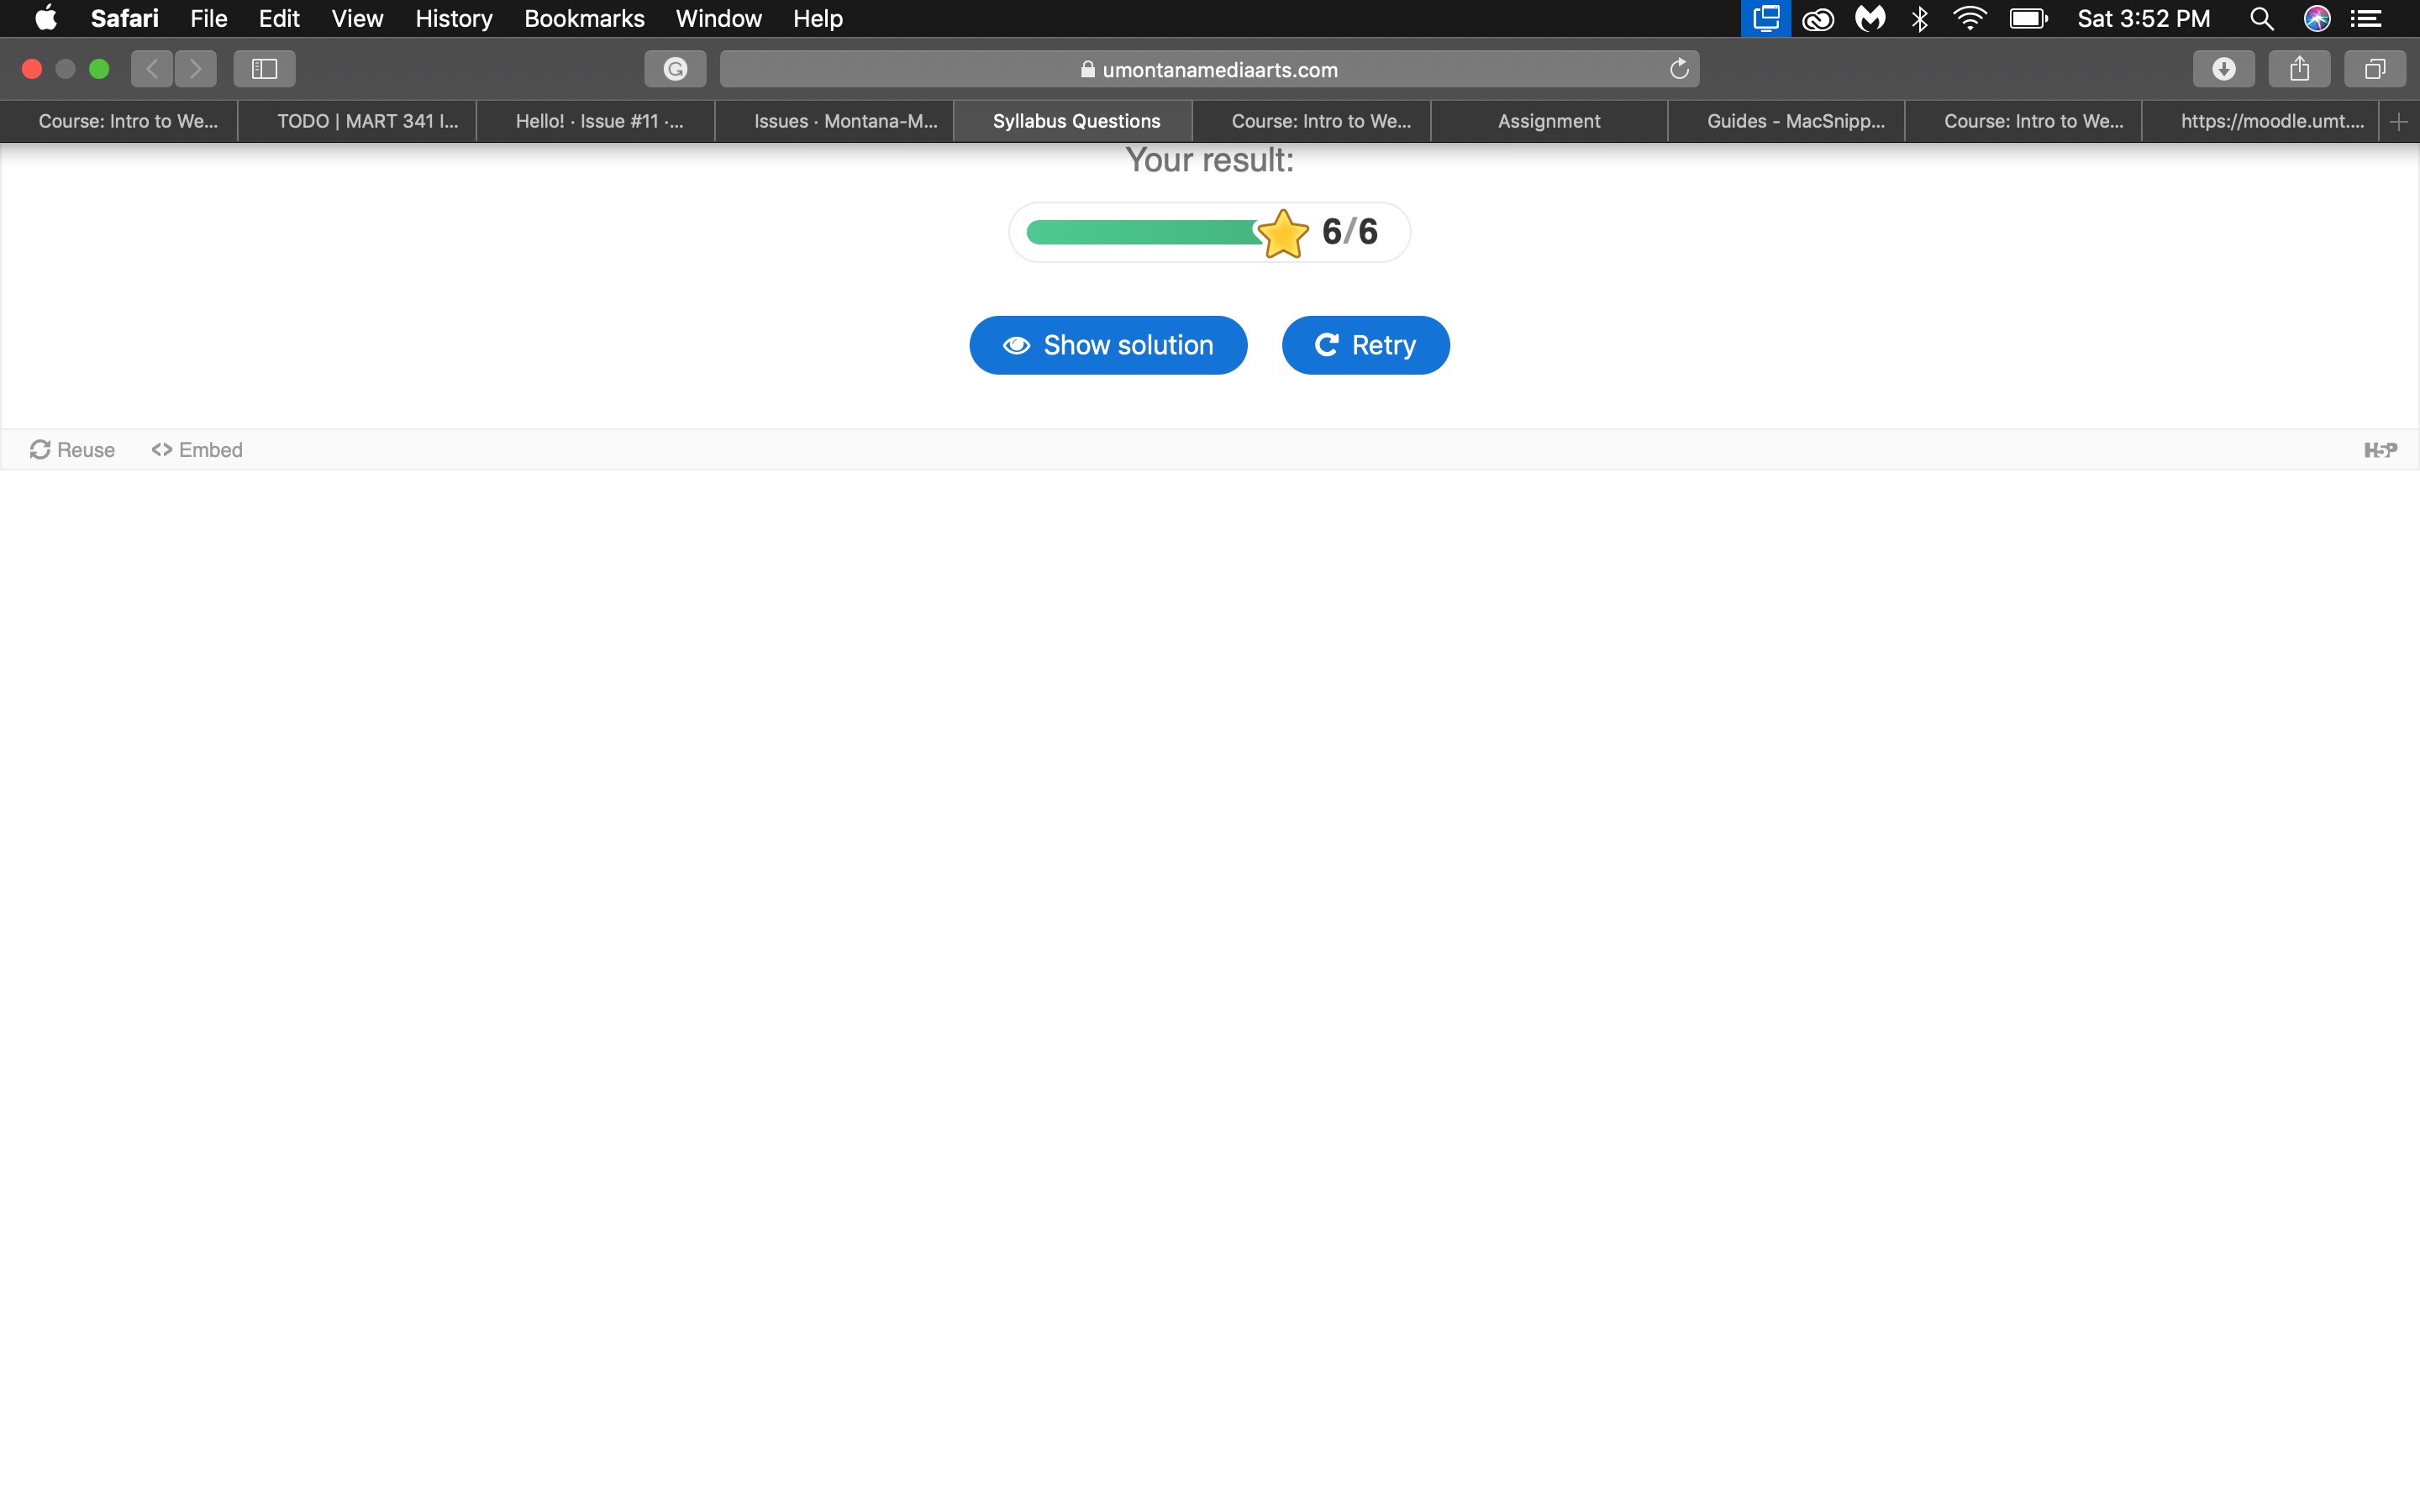 Safari File Edit View History Bookmarks Window Help Sat 3:52 PM
umontanamediaarts.com
Course: Intro to We... TODO | MART 341 I... Hello! · Issue #11 ·... Issues · Montana-M... Syllabus Questions Course: Intro to We... Assignment Guides - MacSnipp... Course: Intro to We... https://moodle.umt....
Your result:
6/6
Show solution Retry
Reuse <> Embed H5P